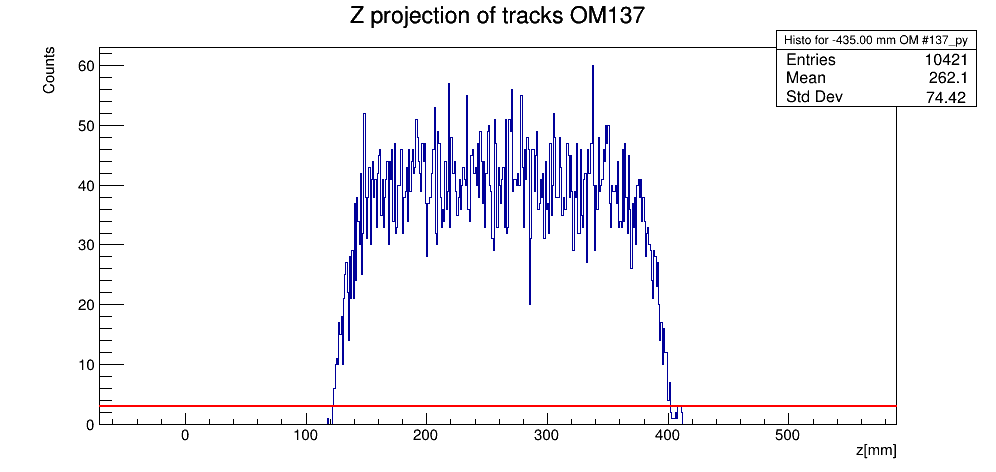 Z projection of tracks OM137
Histo for -435.00 mm OM #137_py
Entries 10421
Mean 262.1
Std Dev 74.42
Counts
60
50
40
30
20
10
0
0 100 200 300 400 500
z[mm]